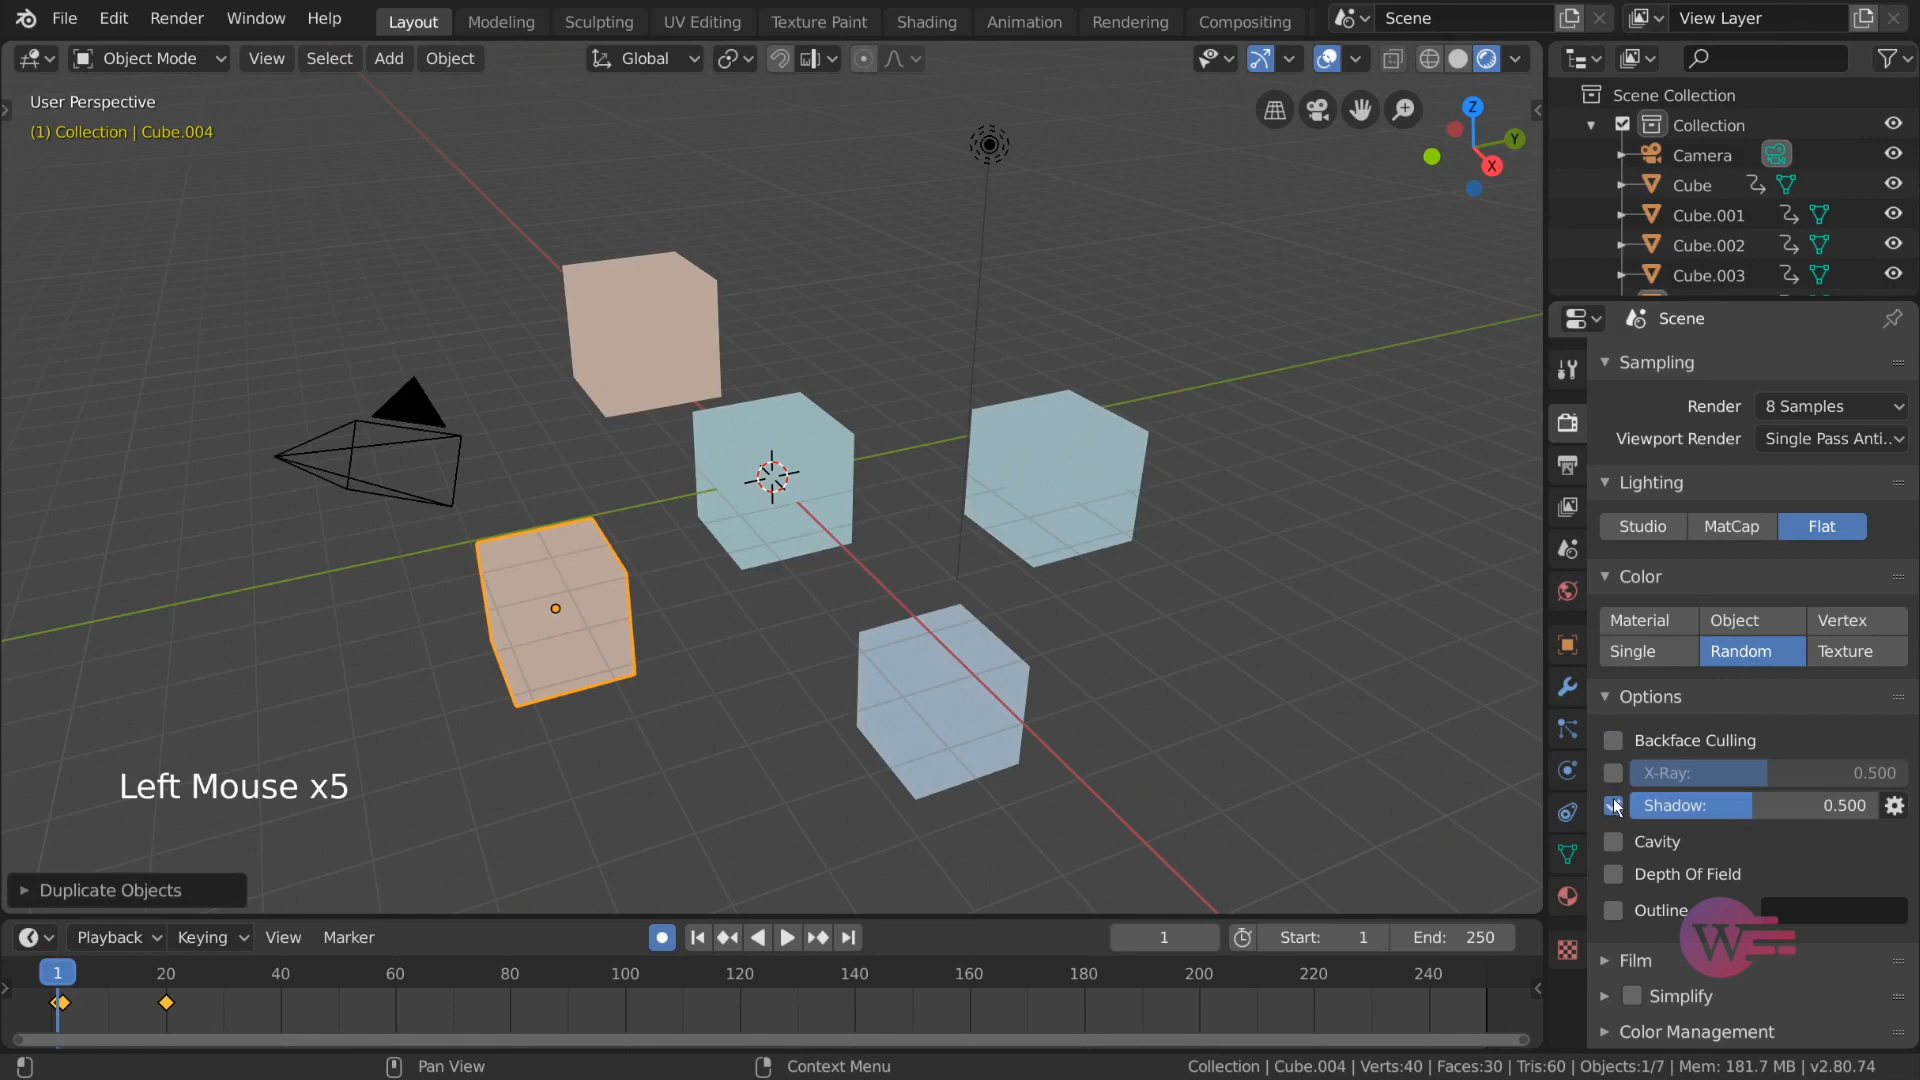 File Edit Render Window Help Layout Modeling Sculpting UV Editing Texture Paint Shading Animation Rendering Compositing Scene View Layer
Object Mode View Select Add Object Global
User Perspective
(1) Collection | Cube.004
Z
Y
X
Scene Collection
Collection
Camera
Cube
Cube.001
Cube.002
Cube.003
Scene
Sampling
Render 8 Samples
Viewport Render Single Pass Anti..
Lighting
Studio MatCap Flat
Color
Material Object Vertex
Single Random Texture
Options
Backface Culling
X-Ray: 0.500
Shadow: 0.500
Cavity
Depth Of Field
Outline
Film
Simplify
Color Management
Left Mouse x5
Duplicate Objects
Playback Keying View Marker 1 Start: 1 End: 250
1 20 40 60 80 100 120 140 160 180 200 220 240
Pan View Context Menu Collection | Cube.004 | Verts:40 | Faces:30 | Tris:60 | Objects:1/7 | Mem: 181.7 MB | v2.80.74
W